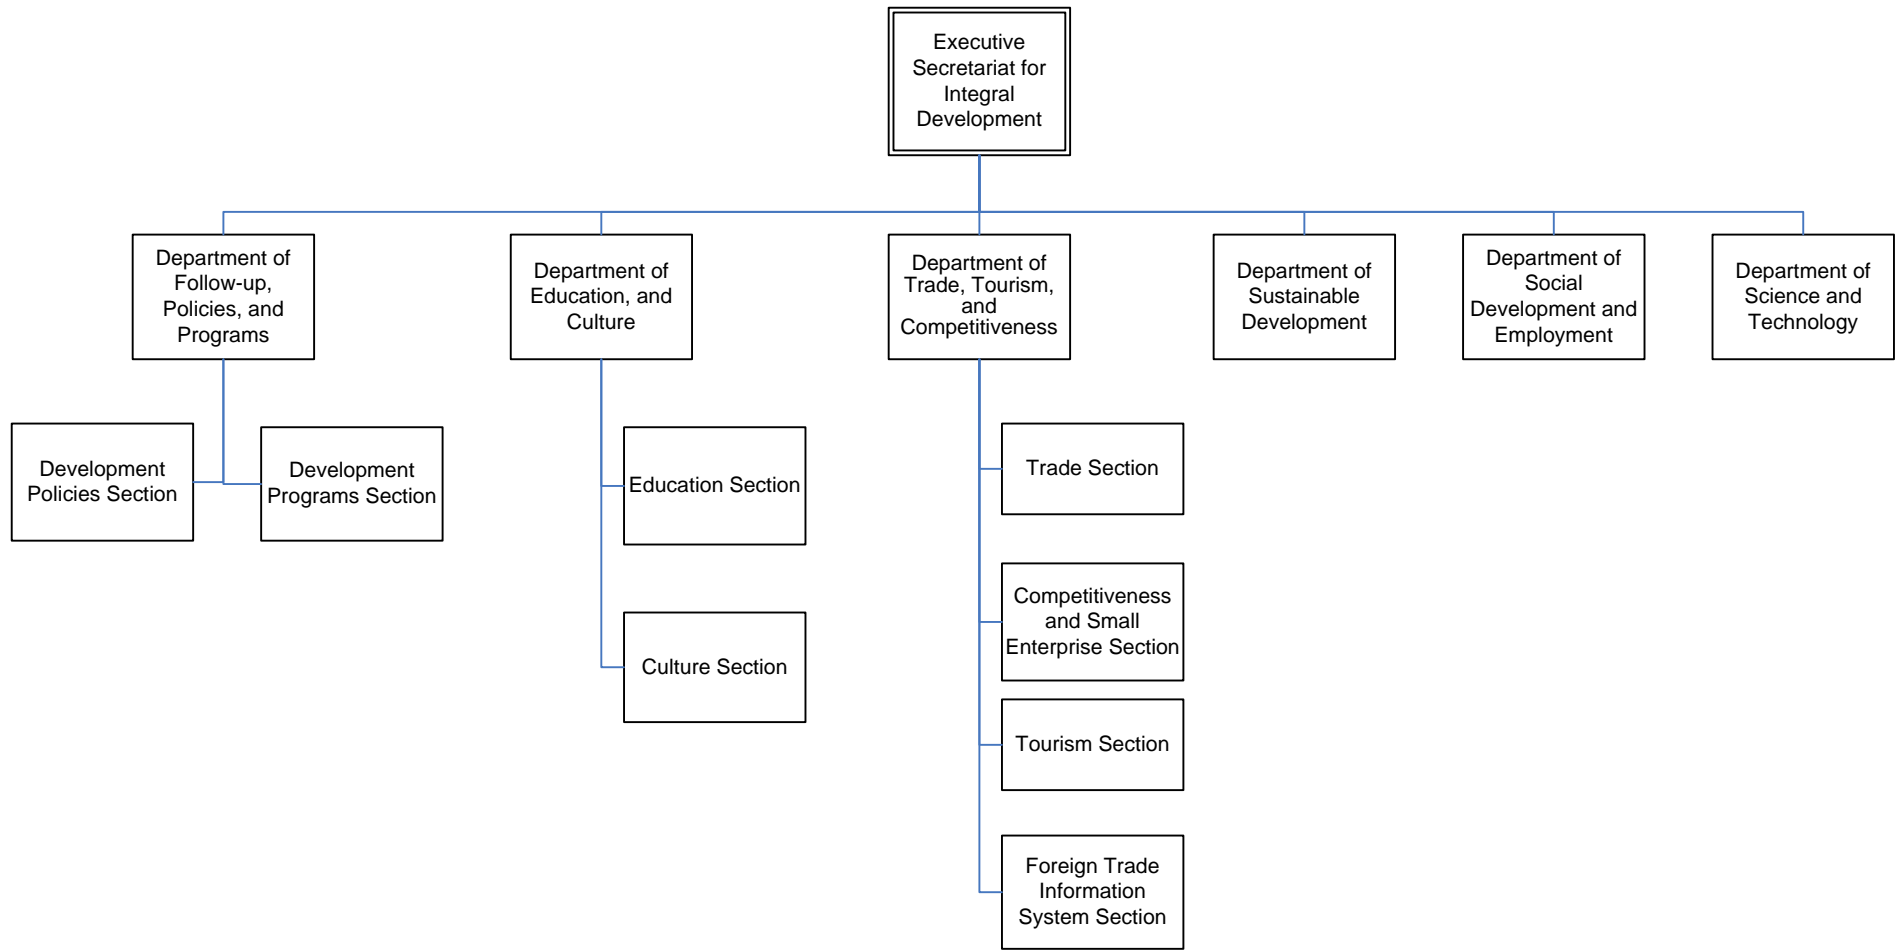 Executive
Secretariat for
Integral
Development
Department of
Follow-up,
Policies, and
Programs
Department of
Education, and
Culture
Department of
Trade, Tourism,
and
Competitiveness
Department of
Sustainable
Development
Department of
Social
Development and
Employment
Department of
Science and
Technology
Development
Policies Section
Development
Programs Section
Education Section
Culture Section
Trade Section
Competitiveness
and Small
Enterprise Section
Tourism Section
Foreign Trade
Information
System Section